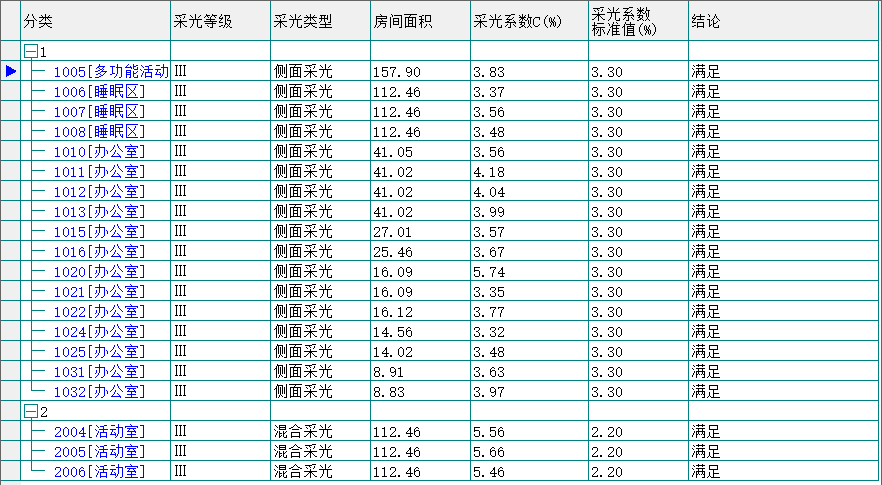 分类 采光等级 采光类型 房间面积 采光系数C(%) 采光系数标准值(%) 结论
1
1005[多功能活动 Ⅲ 侧面采光 157.90 3.83 3.30 满足
1006[睡眠区] Ⅲ 侧面采光 112.46 3.37 3.30 满足
1007[睡眠区] Ⅲ 侧面采光 112.46 3.56 3.30 满足
1008[睡眠区] Ⅲ 侧面采光 112.46 3.48 3.30 满足
1010[办公室] Ⅲ 侧面采光 41.05 3.56 3.30 满足
1011[办公室] Ⅲ 侧面采光 41.02 4.18 3.30 满足
1012[办公室] Ⅲ 侧面采光 41.02 4.04 3.30 满足
1013[办公室] Ⅲ 侧面采光 41.02 3.99 3.30 满足
1015[办公室] Ⅲ 侧面采光 27.01 3.57 3.30 满足
1016[办公室] Ⅲ 侧面采光 25.46 3.67 3.30 满足
1020[办公室] Ⅲ 侧面采光 16.09 5.74 3.30 满足
1021[办公室] Ⅲ 侧面采光 16.09 3.35 3.30 满足
1022[办公室] Ⅲ 侧面采光 16.12 3.77 3.30 满足
1024[办公室] Ⅲ 侧面采光 14.56 3.32 3.30 满足
1025[办公室] Ⅲ 侧面采光 14.02 3.48 3.30 满足
1031[办公室] Ⅲ 侧面采光 8.91 3.63 3.30 满足
1032[办公室] Ⅲ 侧面采光 8.83 3.97 3.30 满足
2
2004[活动室] Ⅲ 混合采光 112.46 5.56 2.20 满足
2005[活动室] Ⅲ 混合采光 112.46 5.66 2.20 满足
2006[活动室] Ⅲ 混合采光 112.46 5.46 2.20 满足